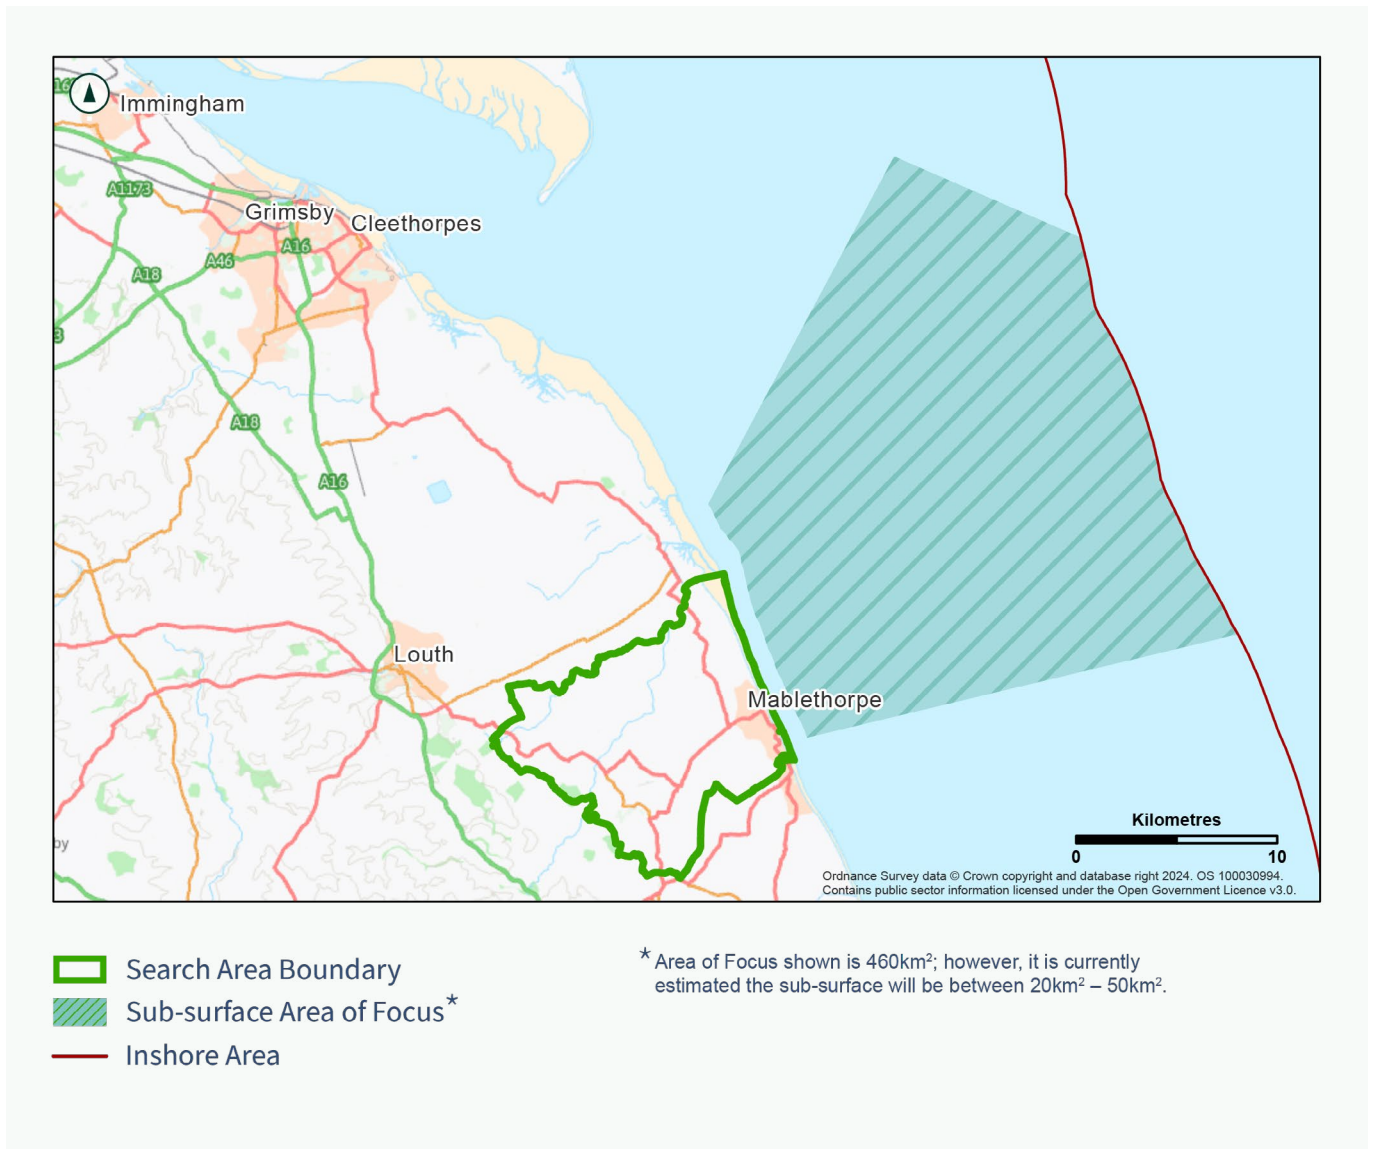 16
Immingham
A1173
Grimsby
Cleethorpes
A16
A46
A18
3
A18
A16
Louth
Mablethorpe
by
Kilometres
0 10
Ordnance Survey data © Crown copyright and database right 2024. OS 100030994.
Contains public sector information licensed under the Open Government Licence v3.0.
Search Area Boundary
Sub-surface Area of Focus*
Inshore Area
* Area of Focus shown is 460km²; however, it is currently
estimated the sub-surface will be between 20km² – 50km².